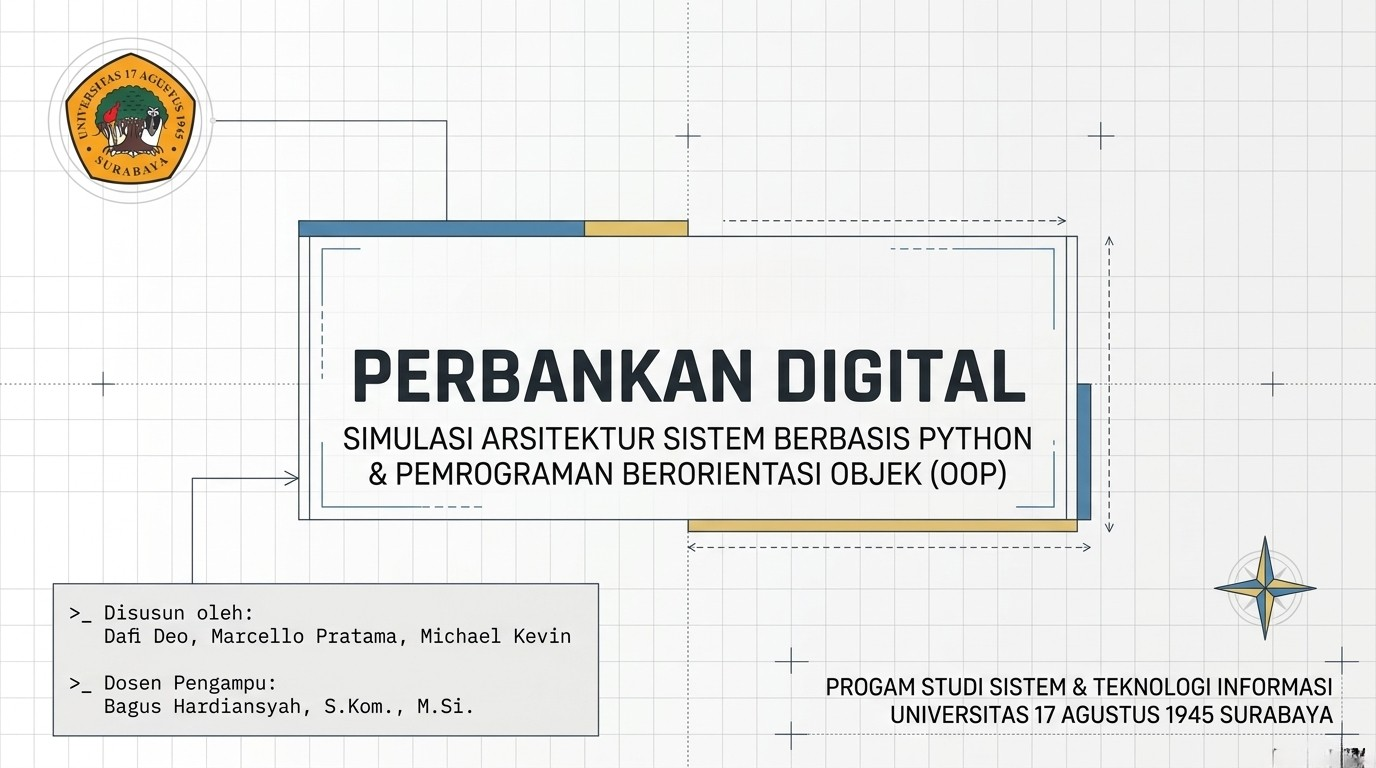 UNIVERSITAS 17 AGUSTUS 1945
SURABAYA
PERBANKAN DIGITAL
SIMULASI ARSITEKTUR SISTEM BERBASIS PYTHON
& PEMROGRAMAN BERORIENTASI OBJEK (OOP)
>_ Disusun oleh:
Dafi Deo, Marcello Pratama, Michael Kevin
>_ Dosen Pengampu:
Bagus Hardiansyah, S.Kom., M.Si.
PROGAM STUDI SISTEM & TEKNOLOGI INFORMASI
UNIVERSITAS 17 AGUSTUS 1945 SURABAYA